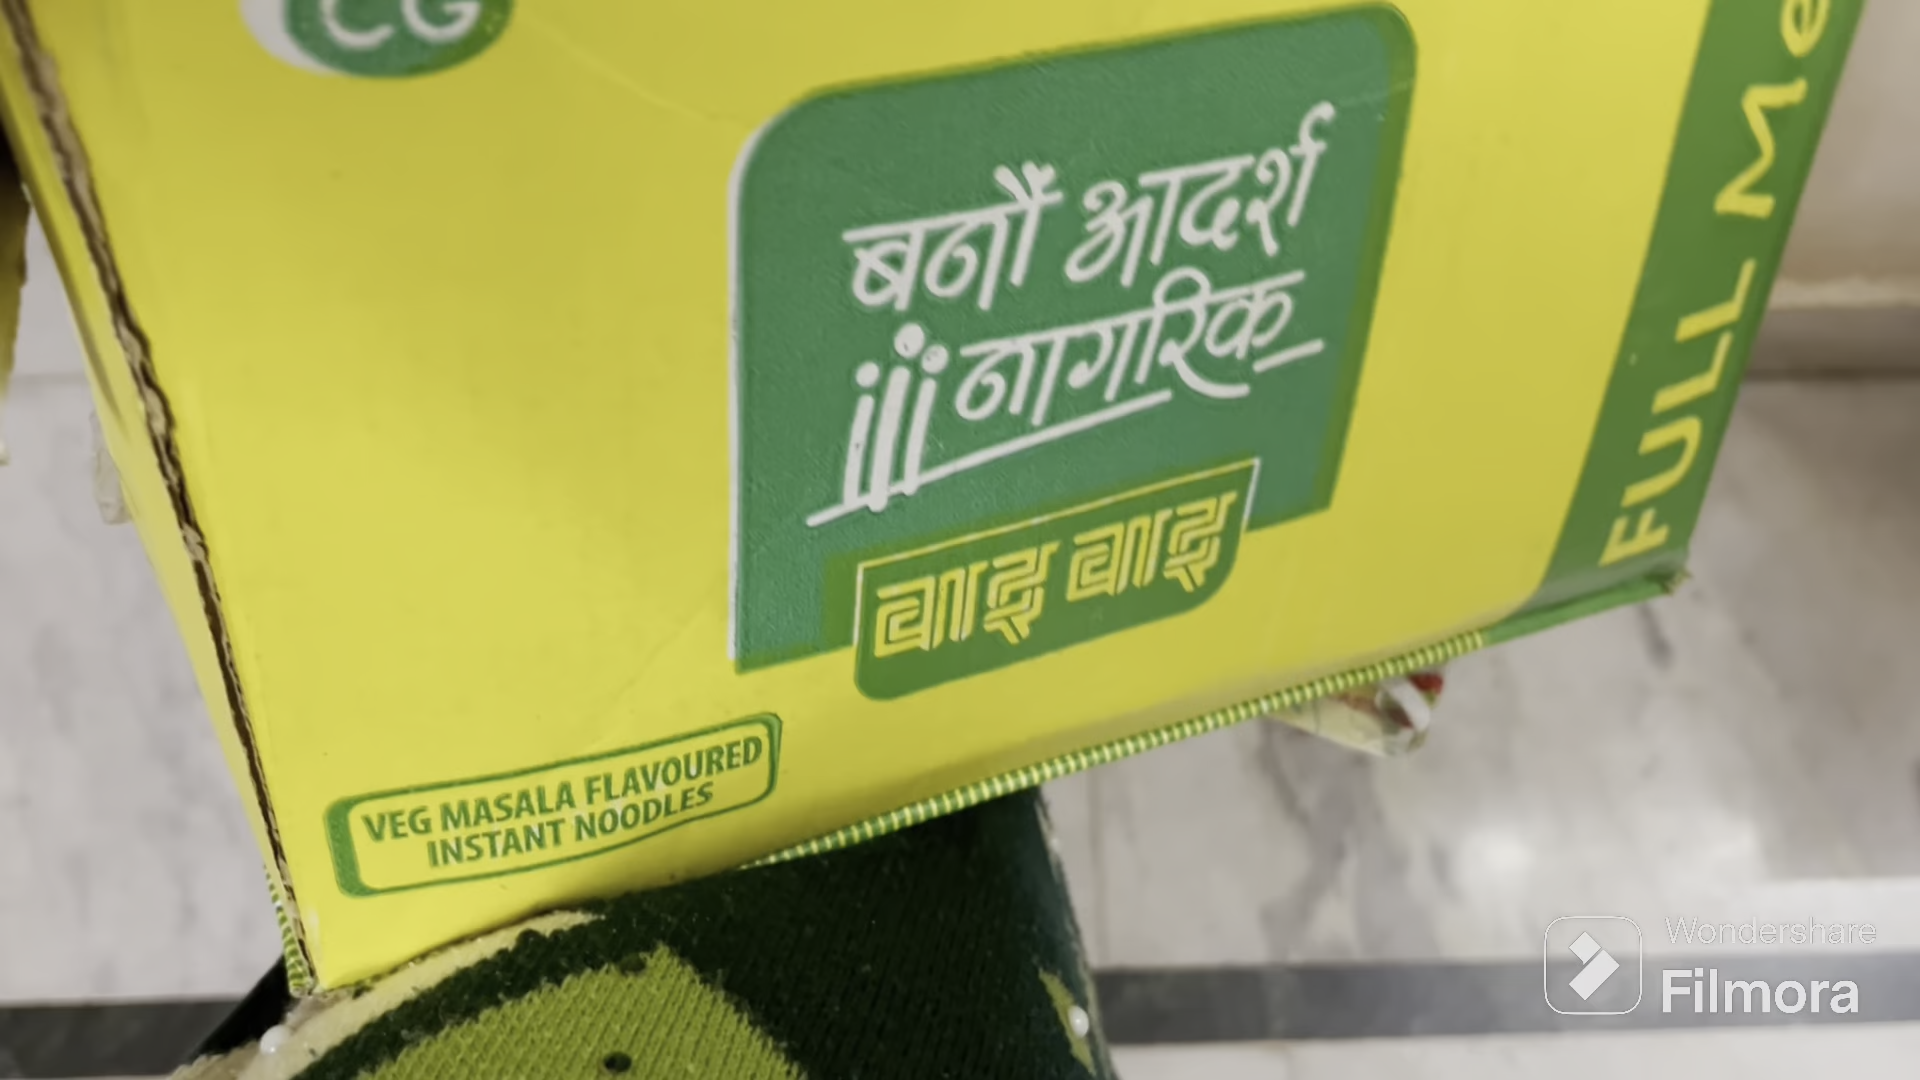 CG
बनौं आदर्श
नागरिक
वाइ वाइ
VEG MASALA FLAVOURED
INSTANT NOODLES
FULL Me
Wondershare
Filmora